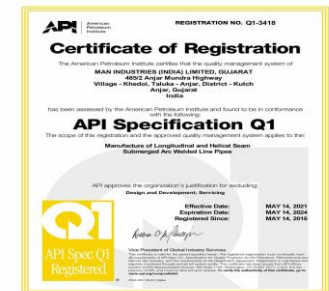 API American
Petroleum
Institute
REGISTRATION NO. Q1-3418
Certificate of Registration
The American Petroleum Institute certifies that the quality management system of
MAN INDUSTRIES (INDIA) LIMITED, GUJARAT
485/2 Anjar Mundra Highway
Village - Khedoi, Taluka - Anjar, District - Kutch
Anjar, Gujarat
India
has been assessed by the American Petroleum Institute and found to be in conformance
with the following:
API Specification Q1
The scope of this registration and the approved quality management system applies to the:
Manufacture of Longitudinal and Helical Seam
Submerged Arc Welded Line Pipes
API approves the organization's justification for excluding:
Design and Development; Servicing
Effective Date: MAY 14, 2021
Expiration Date: MAY 14, 2024
Registered Since: MAY 14, 2018
Q1
API Spec Q1
Registered
Vice President of Global Industry Services